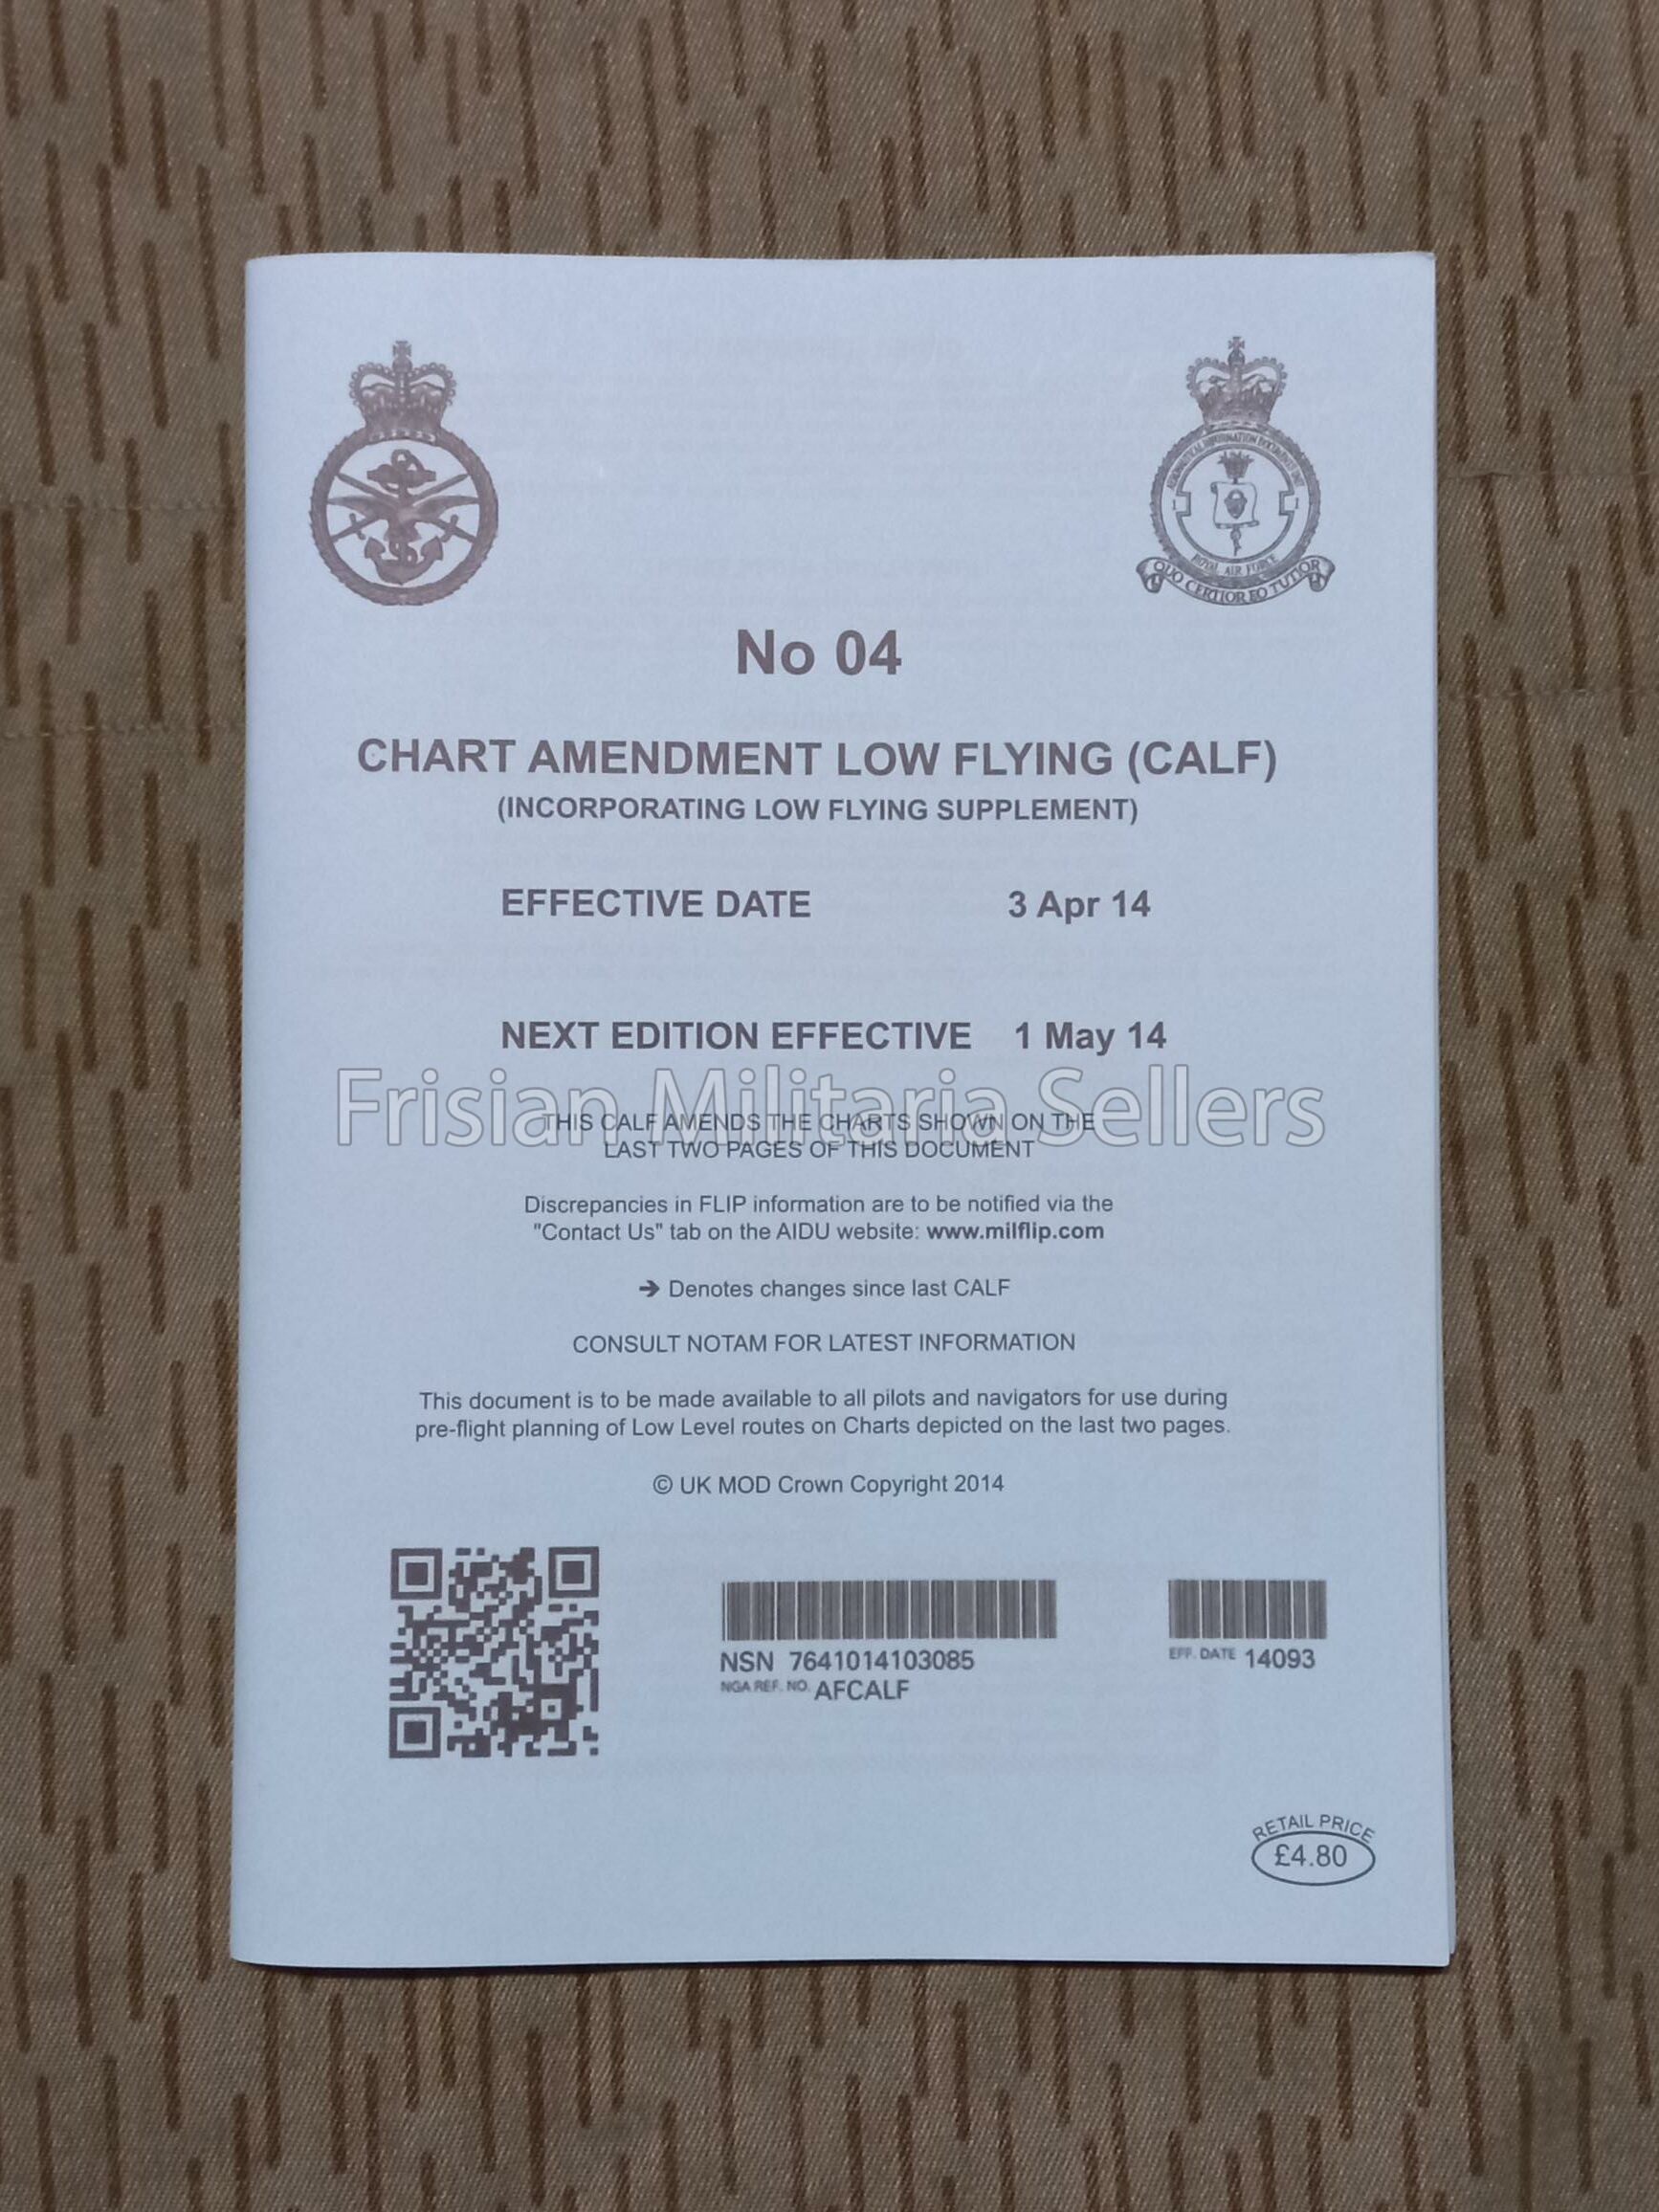 AERONAUTICAL INFORMATION DOCUMENTS UNIT
1 1
ROYAL AIR FORCE
QUO CERTIOR EO TUTIOR
No 04
CHART AMENDMENT LOW FLYING (CALF)
(INCORPORATING LOW FLYING SUPPLEMENT)
EFFECTIVE DATE 3 Apr 14
NEXT EDITION EFFECTIVE 1 May 14
Frisian Militaria Sellers
THIS CALF AMENDS THE CHARTS SHOWN ON THE
LAST TWO PAGES OF THIS DOCUMENT
Discrepancies in FLIP information are to be notified via the
"Contact Us" tab on the AIDU website: www.milflip.com
➔ Denotes changes since last CALF
CONSULT NOTAM FOR LATEST INFORMATION
This document is to be made available to all pilots and navigators for use during
pre-flight planning of Low Level routes on Charts depicted on the last two pages.
© UK MOD Crown Copyright 2014
NSN 7641014103085
NGA REF. NO. AFCALF
EFF. DATE 14093
RETAIL PRICE
£4.80